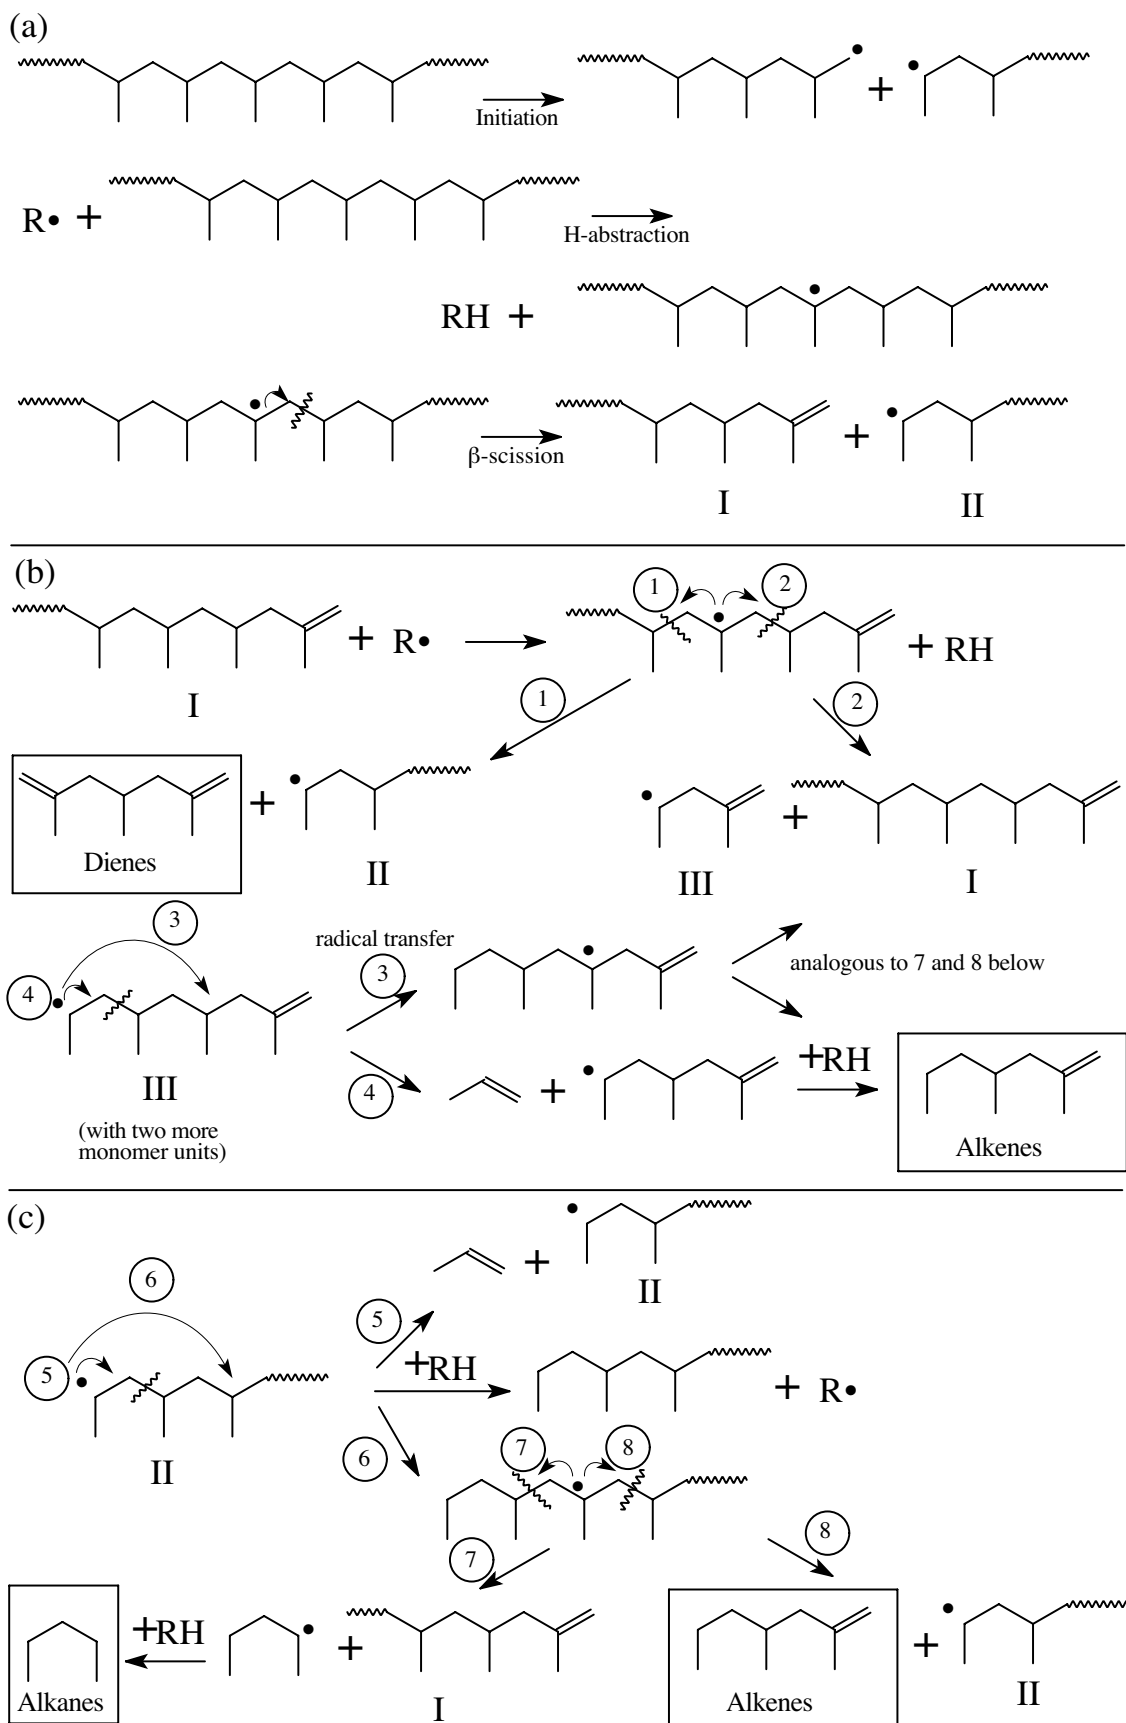 (a)
+
Initiation
R• +
H-abstraction
RH +
β-scission
+
I
II
(b)
1
2
+ R•
+ RH
I
1
2
+
+
Dienes
II
III
I
3
radical transfer
4
3
analogous to 7 and 8 below
+RH
4
+
III
(with two more
monomer units)
Alkenes
(c)
+
II
6
5
5
+RH
+ R•
6
II
7
8
7
8
+RH
+
+
Alkanes
I
Alkenes
II